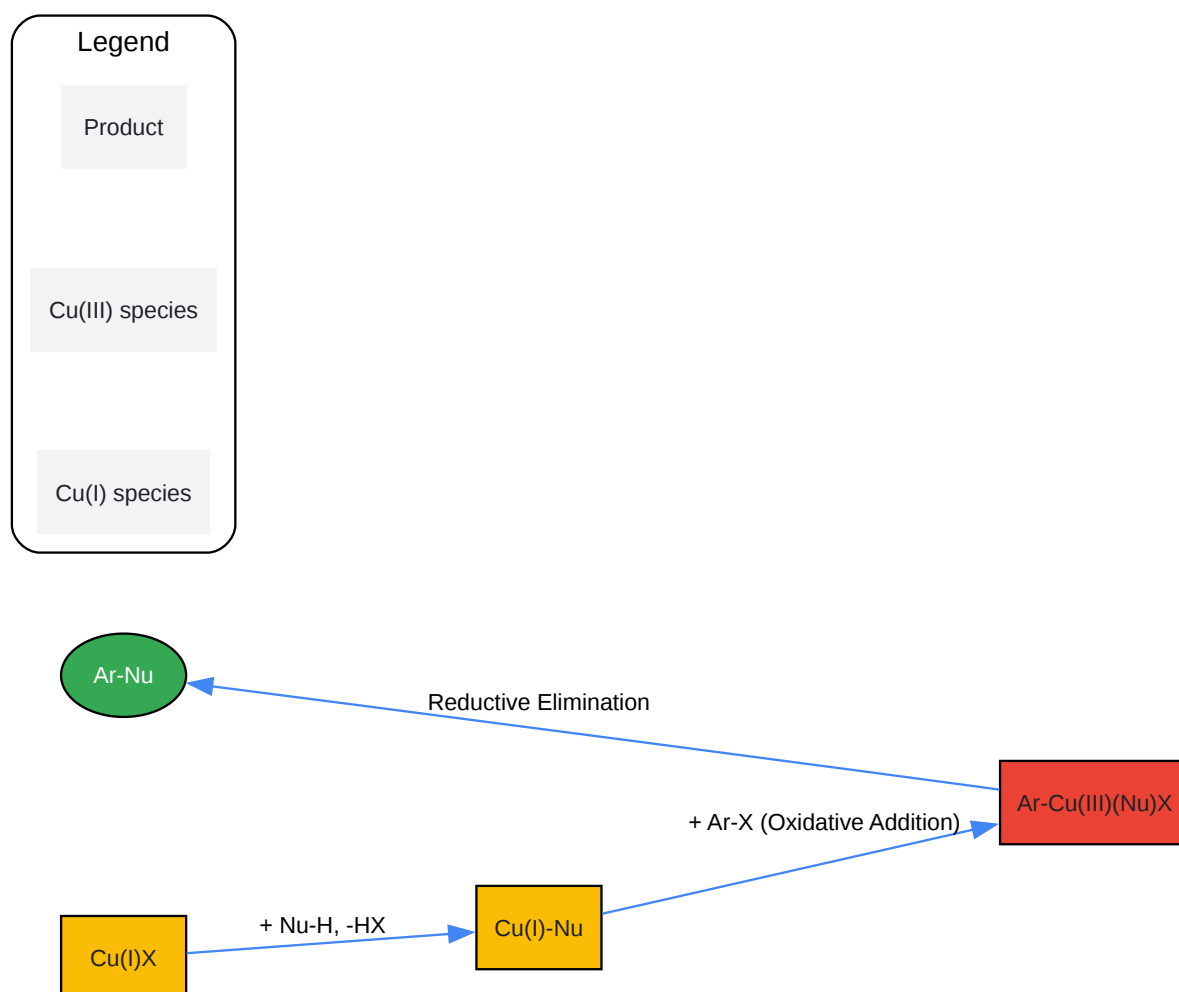 Legend
Product
Cu(III) species
Cu(I) species
Ar-Nu
Reductive Elimination
Ar-Cu(III)(Nu)X
+ Ar-X (Oxidative Addition)
+ Nu-H, -HX
Cu(I)-Nu
Cu(I)X